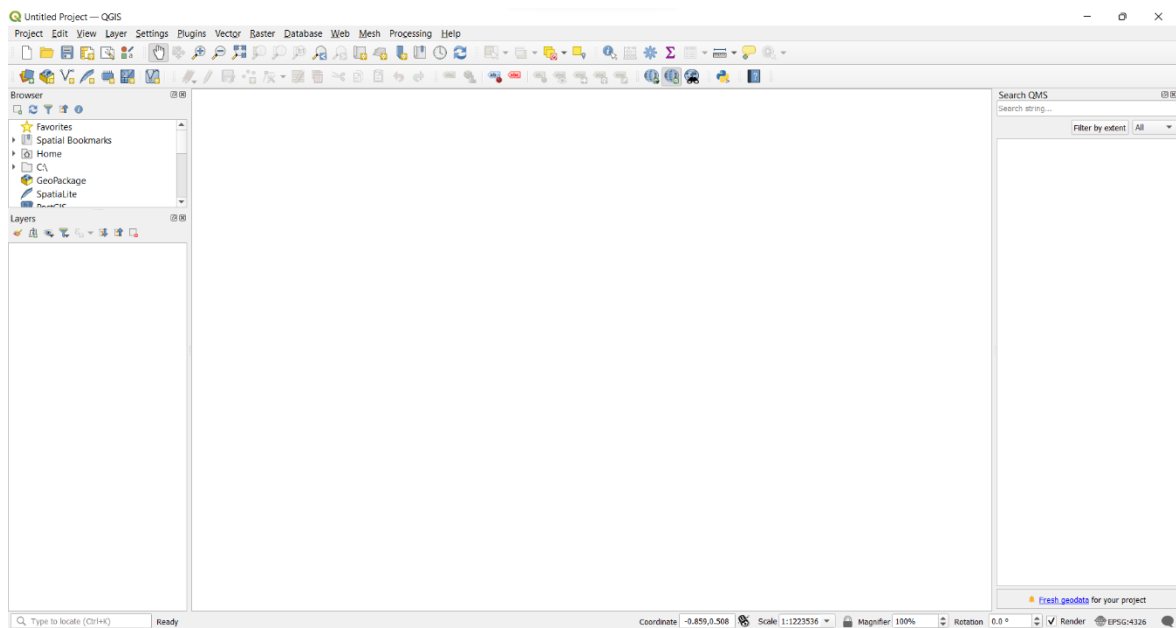 Untitled Project — QGIS
Project Edit View Layer Settings Plugins Vector Raster Database Web Mesh Processing Help
Browser
Favorites
Spatial Bookmarks
Home
C:\
GeoPackage
SpatiaLite
PostGIS
Layers
Search QMS
Search string...
Filter by extent All
Fresh geodata for your project
Type to locate (Ctrl+K) Ready Coordinate -0.859,0.508 Scale 1:1223536 Magnifier 100% Rotation 0.0 ° Render EPSG:4326